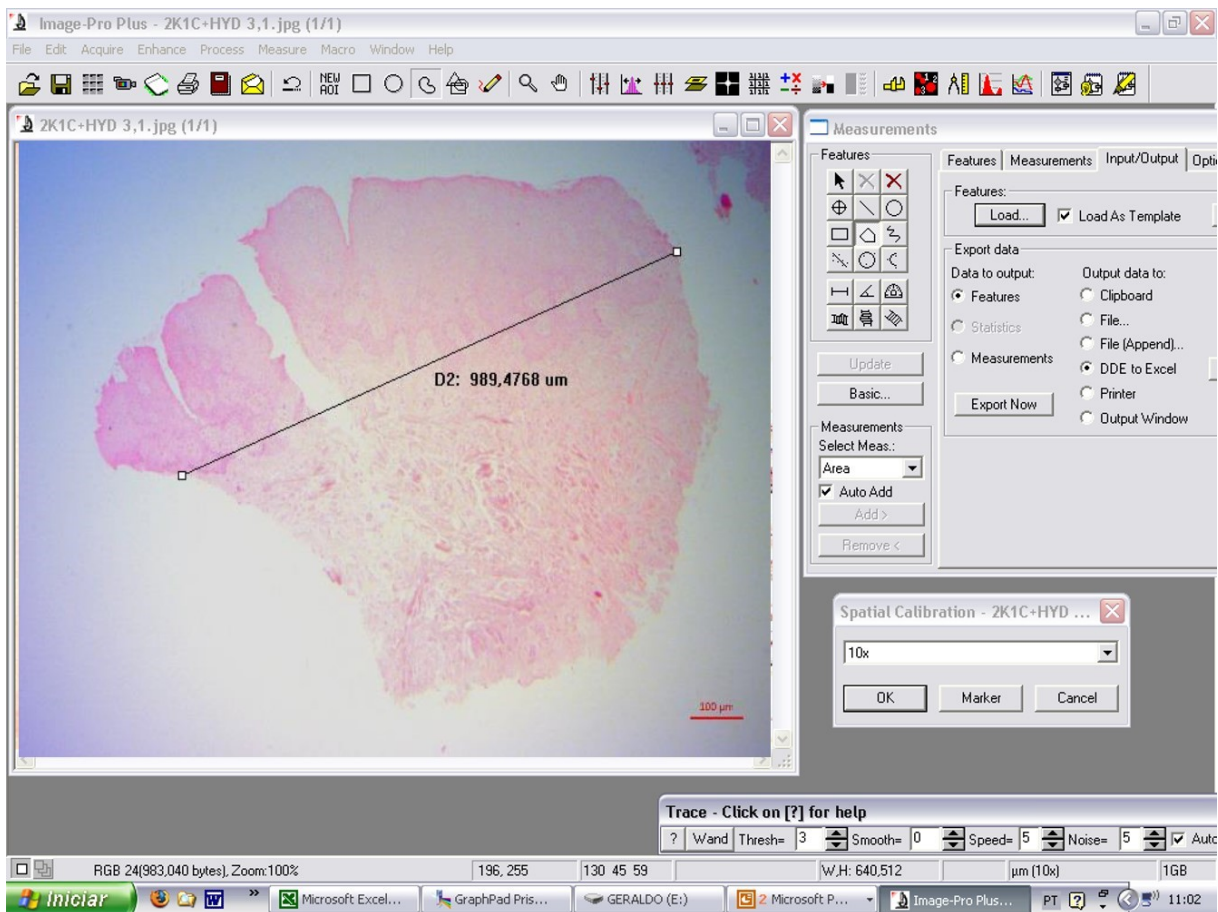 Image-Pro Plus - 2K1C+HYD 3,1.jpg (1/1)
File Edit Acquire Enhance Process Measure Macro Window Help
NEW
AOI
2K1C+HYD 3,1.jpg (1/1)
D2: 989,4768 um
100 µm
Measurements
Features
Features Measurements Input/Output
Features:
Load... Load As Template
Export data
Data to output: Output data to:
Features Clipboard
Statistics File...
Measurements File (Append)...
DDE to Excel
Export Now Printer
Output Window
Update
Basic...
Measurements
Select Meas.:
Area
Auto Add
Add >
Remove <
Spatial Calibration - 2K1C+HYD ...
10x
OK Marker Cancel
Trace - Click on [?] for help
? Wand Thresh= 3 Smooth= 0 Speed= 5 Noise= 5
RGB 24(983,040 bytes), Zoom:100% 196, 255 130 45 59 W.H: 640,512 µm (10x) 1GB
Iniciar » Microsoft Excel... GraphPad Pris... GERALDO (E:) 2 Microsoft P... Image-Pro Plus... PT 11:02